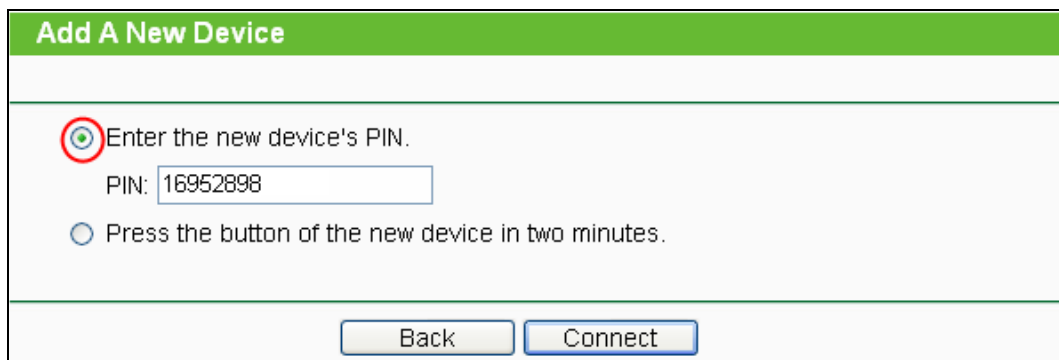 Add A New Device
Enter the new device's PIN.
PIN: 16952898
Press the button of the new device in two minutes.
Back Connect